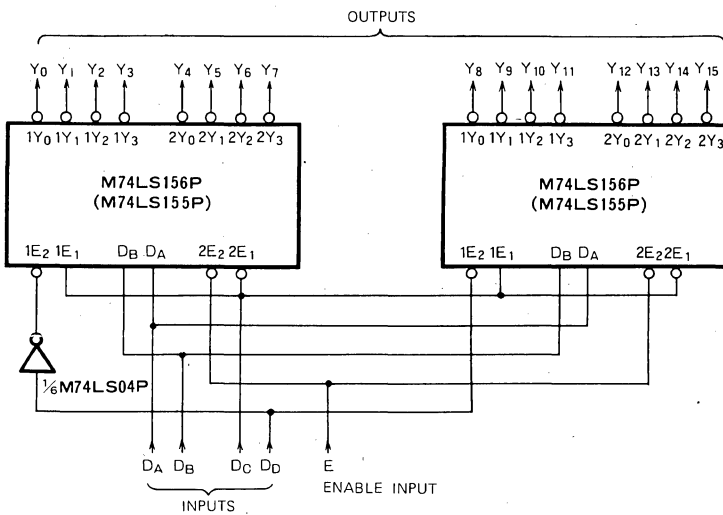 OUTPUTS
Y0 Y1 Y2 Y3 Y4 Y5 Y6 Y7 Y8 Y9 Y10 Y11 Y12 Y13 Y14 Y15
1Y0 1Y1 1Y2 1Y3 2Y0 2Y1 2Y2 2Y3 1Y0 1Y1 1Y2 1Y3 2Y0 2Y1 2Y2 2Y3
M74LS156P M74LS156P
(M74LS155P) (M74LS155P)
1E2 1E1 DB DA 2E2 2E1 1E2 1E1 DB DA 2E2 2E1
1/6M74LS04P
DA DB DC DD E
ENABLE INPUT
INPUTS